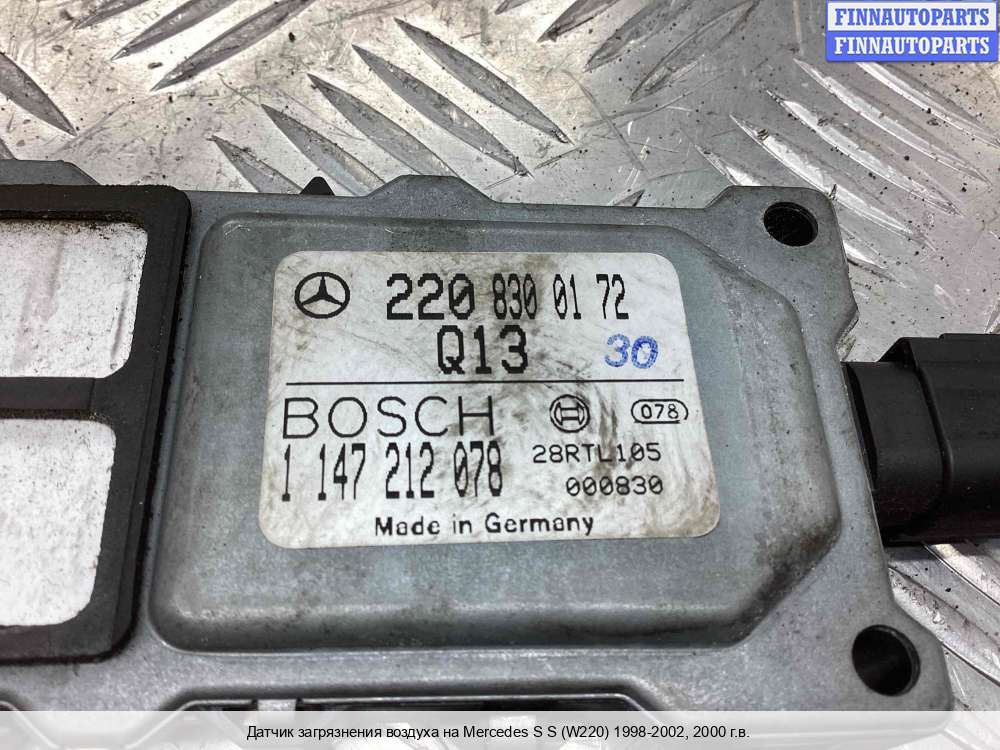 FINNAUTOPARTS
FINNAUTOPARTS
220 830 01 72
Q13 30
BOSCH 078
1 147 212 078 28RTL105
000830
Made in Germany
Датчик загрязнения воздуха на Mercedes S S (W220) 1998-2002, 2000 г.в.